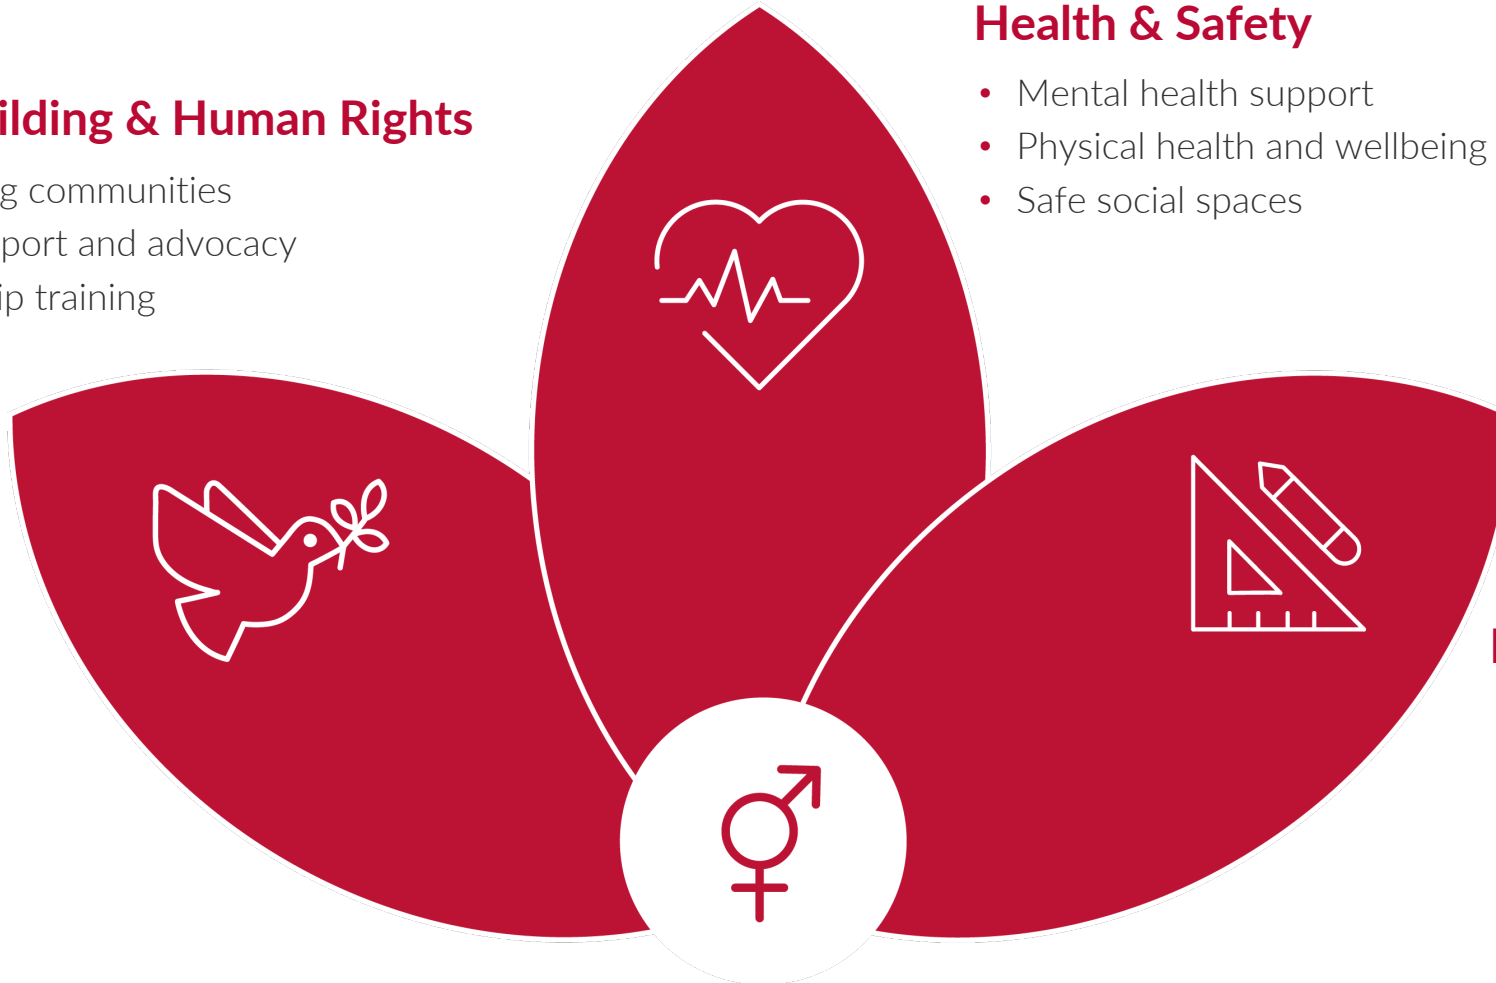 ilding & Human Rights
g communities
port and advocacy
ip training
Health & Safety
• Mental health support
• Physical health and wellbeing
• Safe social spaces